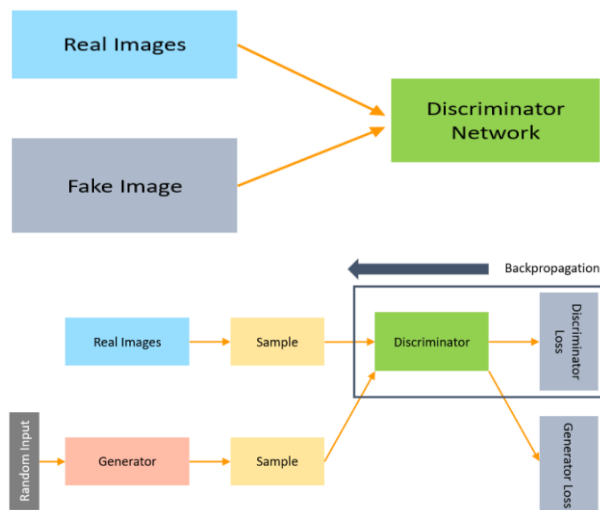 Real Images
Discriminator
Network
Fake Image
Backpropagation
Real Images
Sample
Discriminator
Discriminator
Loss
Random Input
Generator
Sample
Generator Loss